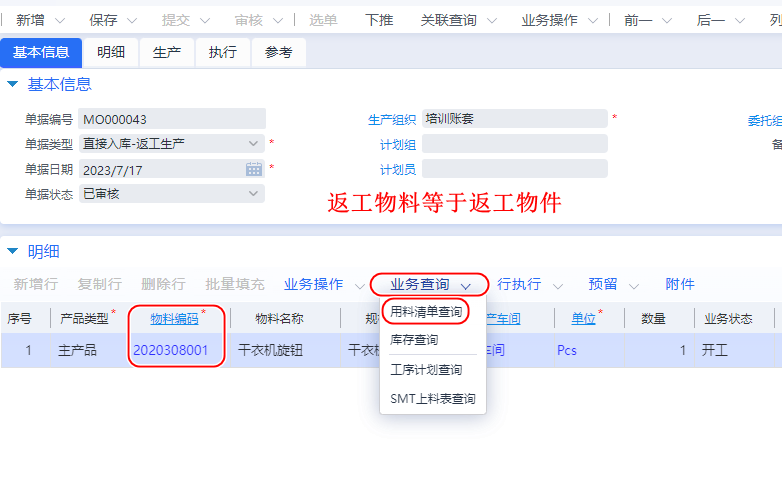 新增 保存 提交 审核 选单 下推 关联查询 业务操作 前一 后一 列
基本信息 明细 生产 执行 参考
基本信息
单据编号 MO000043 生产组织 培训账套 * 委托组
单据类型 直接入库-返工生产 * 计划组 备
单据日期 2023/7/17 * 计划员
单据状态 已审核
返工物料等于返工物件
明细
新增行 复制行 删除行 批量填充 业务操作 业务查询 行执行 预留 附件
序号 产品类型* 物料编码* 物料名称 规 产车间 单位* 数量 业务状态
1 主产品 2020308001 干衣机旋钮 干衣机 车间 Pcs 1 开工
用料清单查询
库存查询
工序计划查询
SMT上料表查询